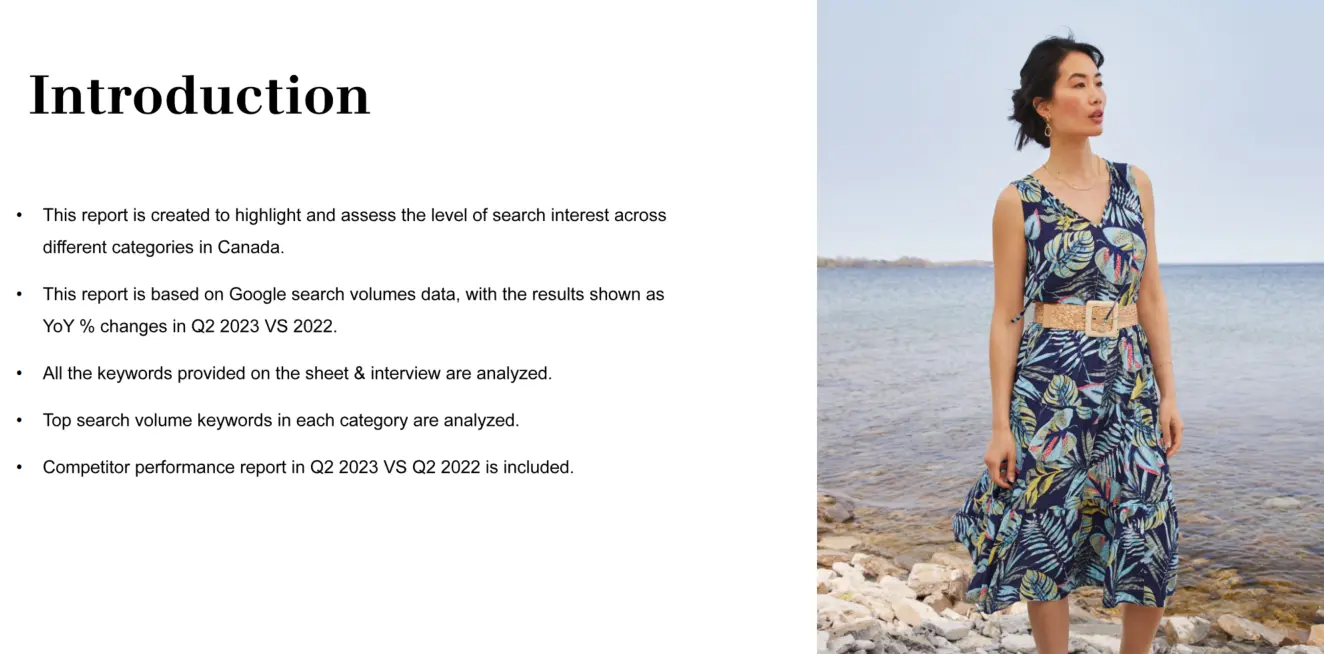 Introduction
• This report is created to highlight and assess the level of search interest across
different categories in Canada.
• This report is based on Google search volumes data, with the results shown as
YoY % changes in Q2 2023 VS 2022.
• All the keywords provided on the sheet & interview are analyzed.
• Top search volume keywords in each category are analyzed.
• Competitor performance report in Q2 2023 VS Q2 2022 is included.